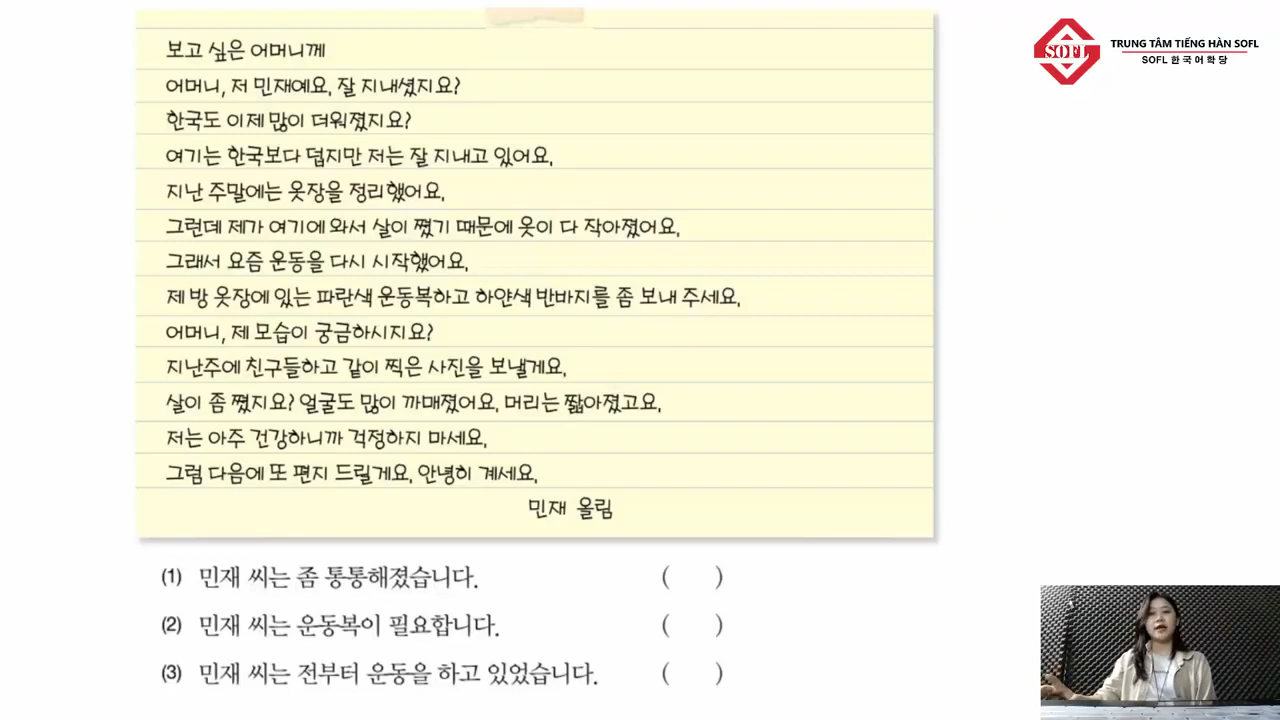 보고 싶은 어머니께
어머니, 저 민재예요. 잘 지내셨지요?
한국도 이제 많이 더워졌지요?
여기는 한국보다 덥지만 저는 잘 지내고 있어요.
지난 주말에는 옷장을 정리했어요.
그런데 제가 여기에 와서 살이 쪘기 때문에 옷이 다 작아졌어요.
그래서 요즘 운동을 다시 시작했어요.
제 방 옷장에 있는 파란색 운동복하고 하얀색 반바지를 좀 보내 주세요.
어머니, 제 모습이 궁금하시지요?
지난주에 친구들하고 같이 찍은 사진을 보낼게요.
살이 좀 쪘지요? 얼굴도 많이 까매졌어요. 머리는 짧아졌고요.
저는 아주 건강하니까 걱정하지 마세요.
그럼 다음에 또 편지 드릴게요. 안녕히 계세요.
민재 올림
(1) 민재 씨는 좀 통통해졌습니다. ( )
(2) 민재 씨는 운동복이 필요합니다. ( )
(3) 민재 씨는 전부터 운동을 하고 있었습니다. ( )
SOFL
TRUNG TÂM TIẾNG HÀN SOFL
SOFL 한국어학당